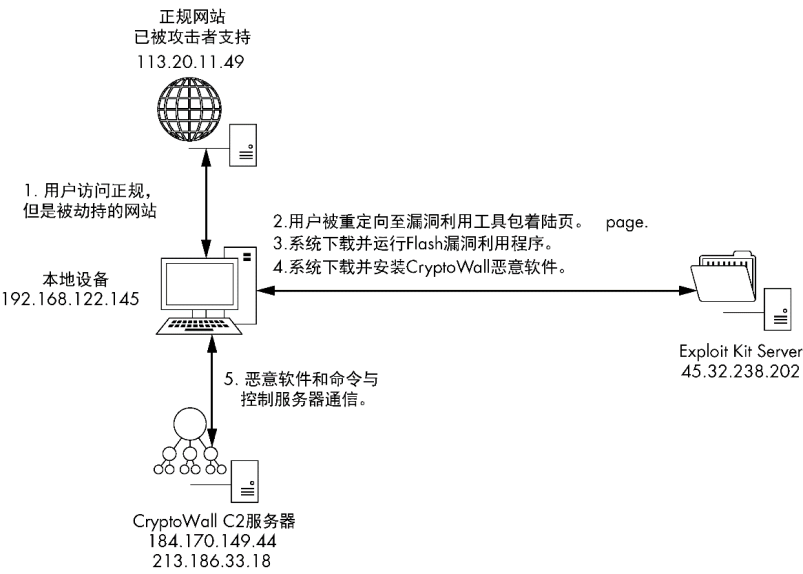 正规网站
已被攻击者支持
113.20.11.49
1. 用户访问正规，
但是被劫持的网站
2.用户被重定向至漏洞利用工具包着陆页。 page.
3.系统下载并运行Flash漏洞利用程序。
4.系统下载并安装CryptoWall恶意软件。
本地设备
192.168.122.145
Exploit Kit Server
45.32.238.202
5. 恶意软件和命令与
控制服务器通信。
CryptoWall C2服务器
184.170.149.44
213.186.33.18